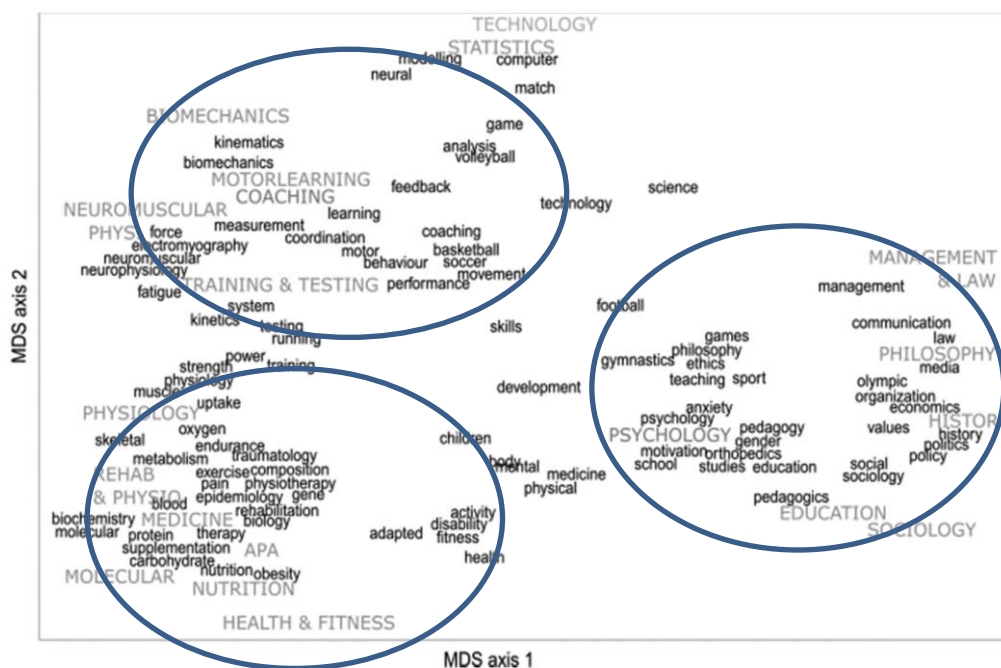 TECHNOLOGY
STATISTICS
modelling
computer
neural
match
BIOMECHANICS
game
kinematics
analysis
volleyball
biomechanics
MOTORLEARNING
feedback
science
COACHING
technology
NEUROMUSCULAR
learning
PHYS
force
measurement
coaching
coordination
electromyography
motor
basketball
neuromuscular
behaviour
soccer
MANAGEMENT
neurophysiology
movement
& LAW
TRAINING & TESTING
performance
management
fatigue
system
football
kinetics
testing
skills
communication
running
games
law
philosophy
PHILOSOPHY
power
gymnastics
ethics
media
strength
training
physiology
teaching
sport
olympic
muscle
development
organization
uptake
anxiety
economics
PHYSIOLOGY
psychology
HISTOR
oxygen
pedagogy
values
skeletal
endurance
children
PSYCHOLOGY
gender
history
metabolism
traumatology
motivation
orthopedics
politics
body
mental
school
studies
education
social
policy
REHAB
exercise
composition
medicine
sociology
pain
physiotherapy
physical
& PHYSIO
epidemiology
gene
pedagogics
blood
rehabilitation
activity
EDUCATION
biochemistry
MEDICINE
biology
disability
SOCIOLOGY
molecular
protein
therapy
adapted
fitness
supplementation
APA
health
carbohydrate
MOLECULAR
nutrition
obesity
NUTRITION
HEALTH & FITNESS
MDS axis 2
MDS axis 1